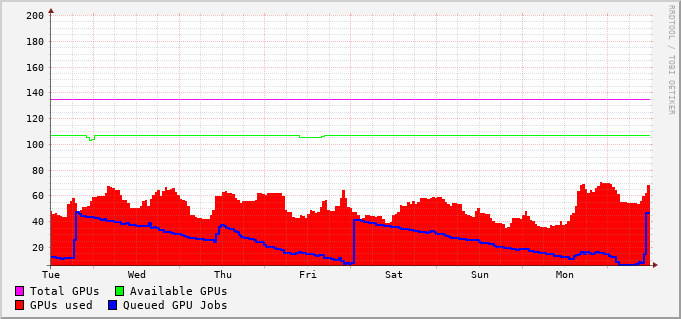 RRDTOOL / TOBI OETIKER
200
180
160
140
120
100
80
60
40
20
Tue Wed Thu Fri Sat Sun Mon
Total GPUs Available GPUs
GPUs used Queued GPU Jobs